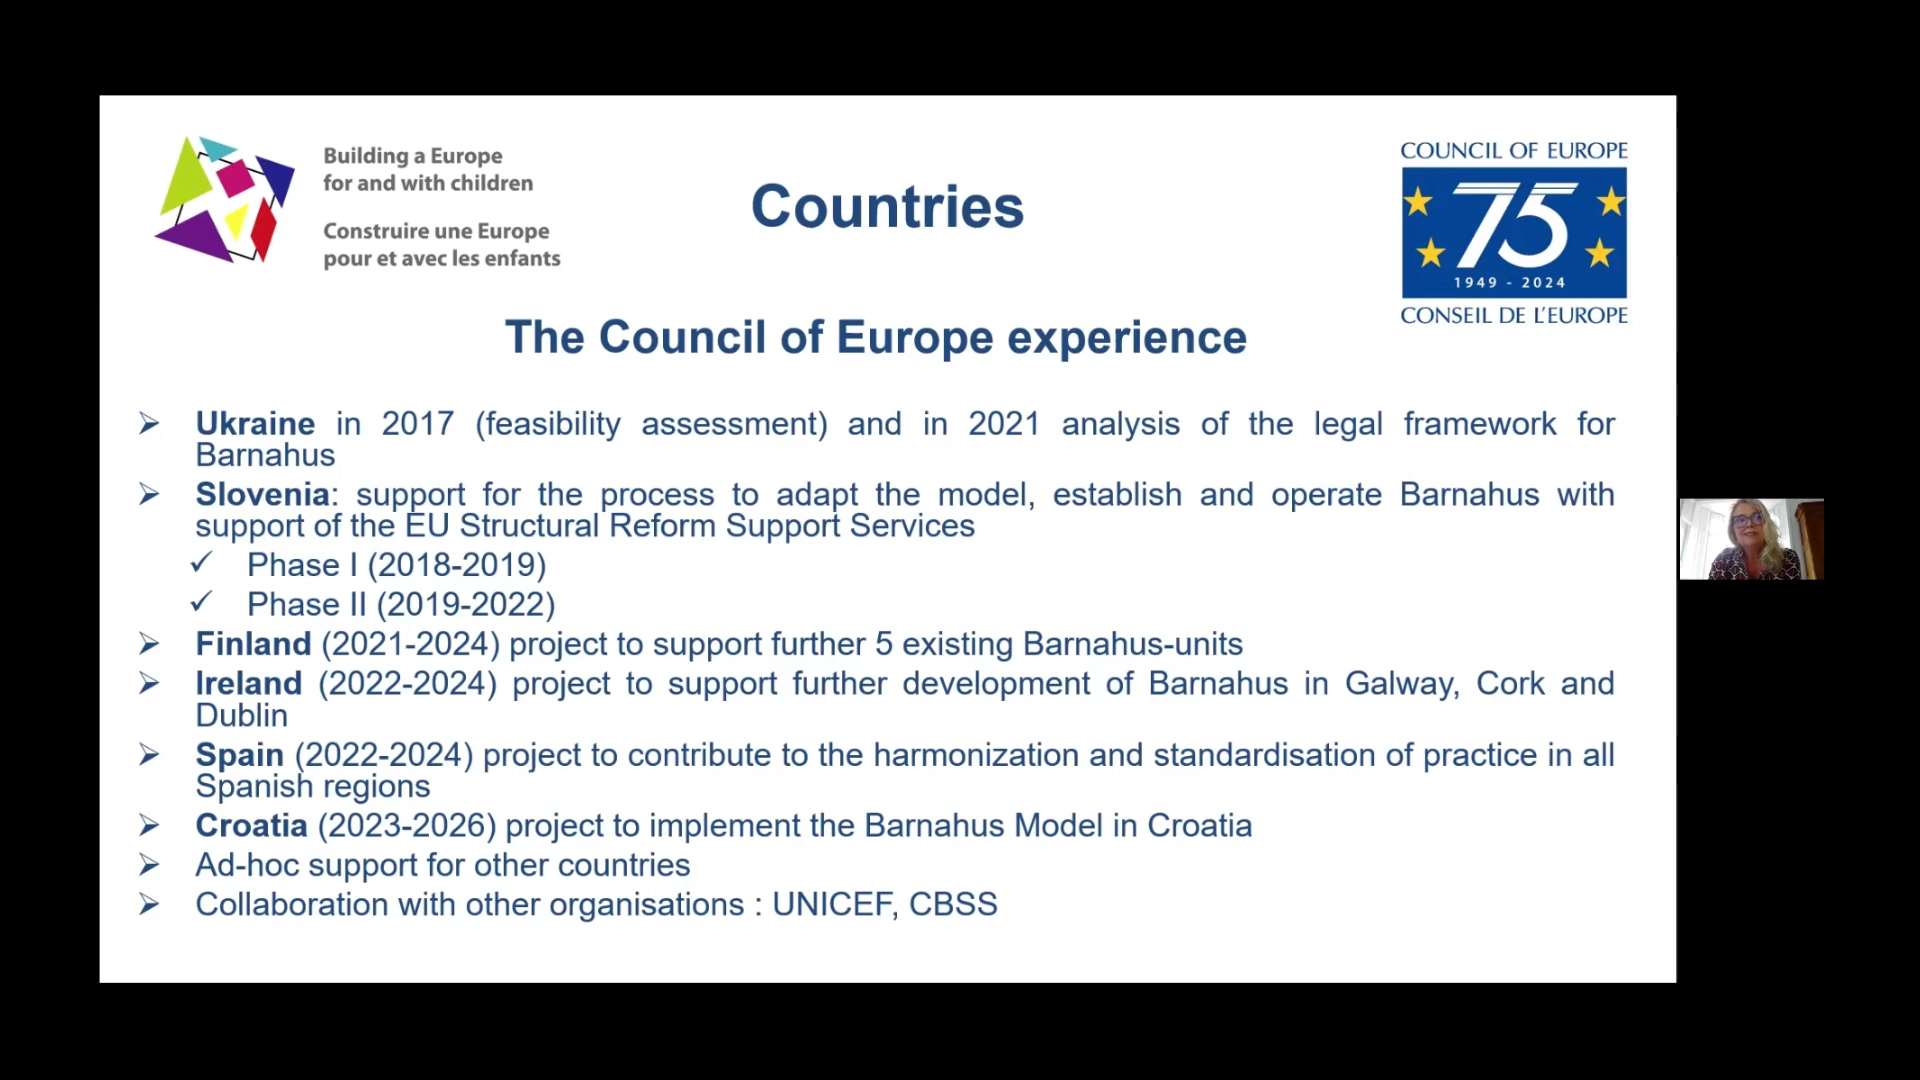 Building a Europe
for and with children
Construire une Europe
pour et avec les enfants
Countries
COUNCIL OF EUROPE
75
1949 - 2024
CONSEIL DE L'EUROPE
The Council of Europe experience
Ukraine in 2017 (feasibility assessment) and in 2021 analysis of the legal framework for
Barnahus
Slovenia: support for the process to adapt the model, establish and operate Barnahus with
support of the EU Structural Reform Support Services
Phase I (2018-2019)
Phase II (2019-2022)
Finland (2021-2024) project to support further 5 existing Barnahus-units
Ireland (2022-2024) project to support further development of Barnahus in Galway, Cork and
Dublin
Spain (2022-2024) project to contribute to the harmonization and standardisation of practice in all
Spanish regions
Croatia (2023-2026) project to implement the Barnahus Model in Croatia
Ad-hoc support for other countries
Collaboration with other organisations : UNICEF, CBSS